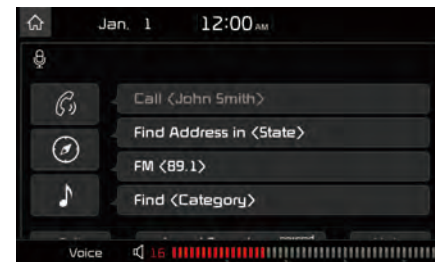 Jan. 1 12:00 AM
Call <John Smith>
Find Address in <State>
FM <89.1>
Find <Category>
Voice 16